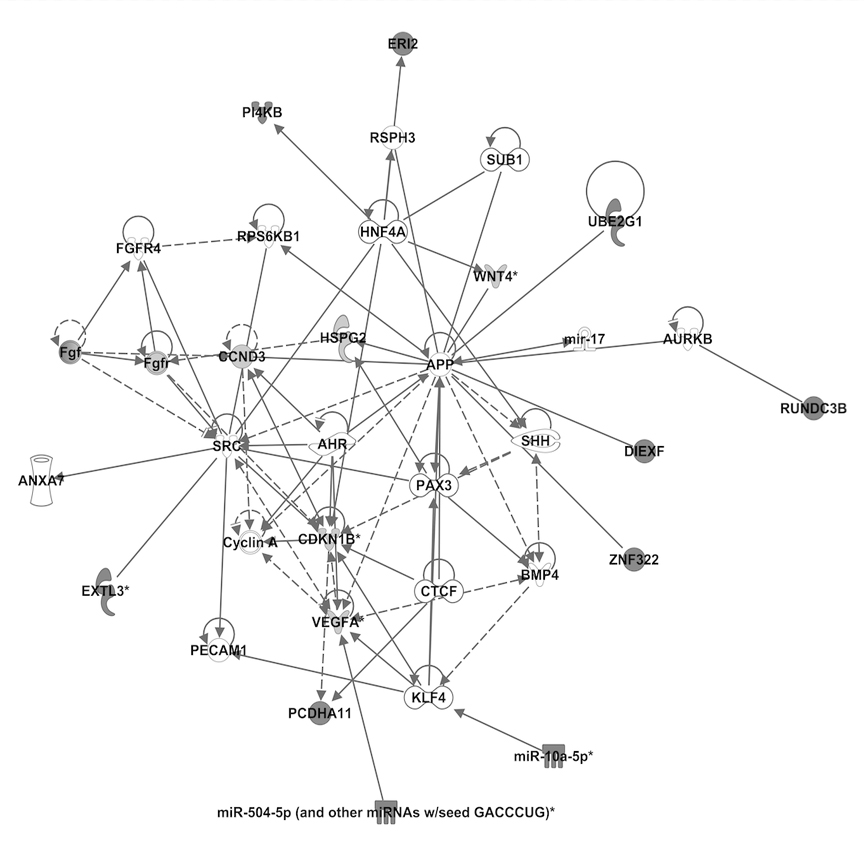 ERI2
PI4KB
RSPH3
SUB1
UBE2G1
HNF4A
RPS6KB1
FGFR4
WNT4*
HSPG2
mir-17
AURKB
Fgf
Fgfr
CCND3
APP
RUNDC3B
SRC
AHR
SHH
DIEXF
ANXA7
PAX3
Cyclin A
CDKN1B*
ZNF322
BMP4
EXTL3*
CTCF
VEGFA*
PECAM1
KLF4
PCDHA11
miR-10a-5p*
miR-504-5p (and other miRNAs w/seed GACCCUG)*